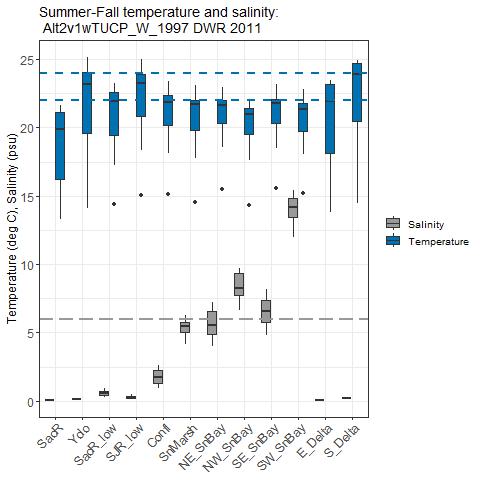 Summer-Fall temperature and salinity:
Alt2v1wTUCP_W_1997 DWR 2011
Temperature (deg C), Salinity (psu)
25
20
15
10
5
0
SacR
Ydo
SacR_low
SJR_low
Confl
SnMarsh
NE_SnBay
NW_SnBay
SE_SnBay
SW_SnBay
E_Delta
S_Delta
Salinity
Temperature